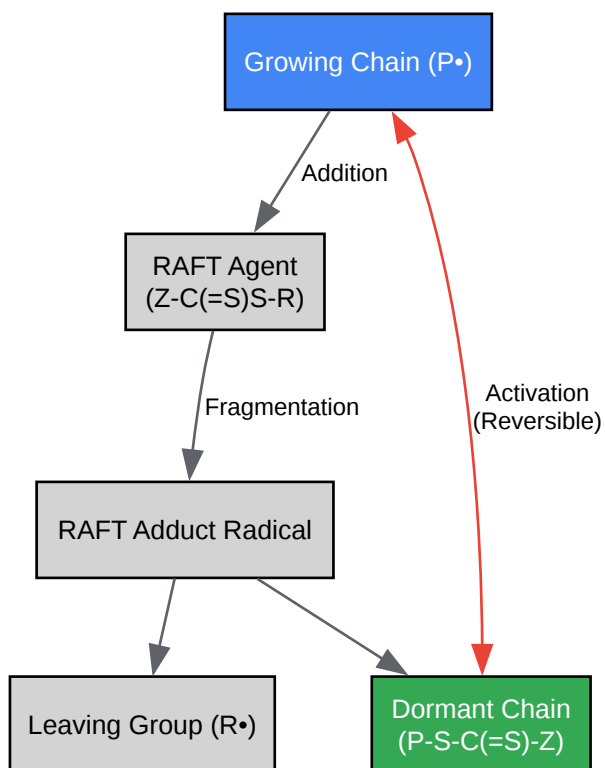 Growing Chain (P•)
Addition
RAFT Agent
(Z-C(=S)S-R)
Activation
(Reversible)
Fragmentation
RAFT Adduct Radical
Leaving Group (R•)
Dormant Chain
(P-S-C(=S)-Z)